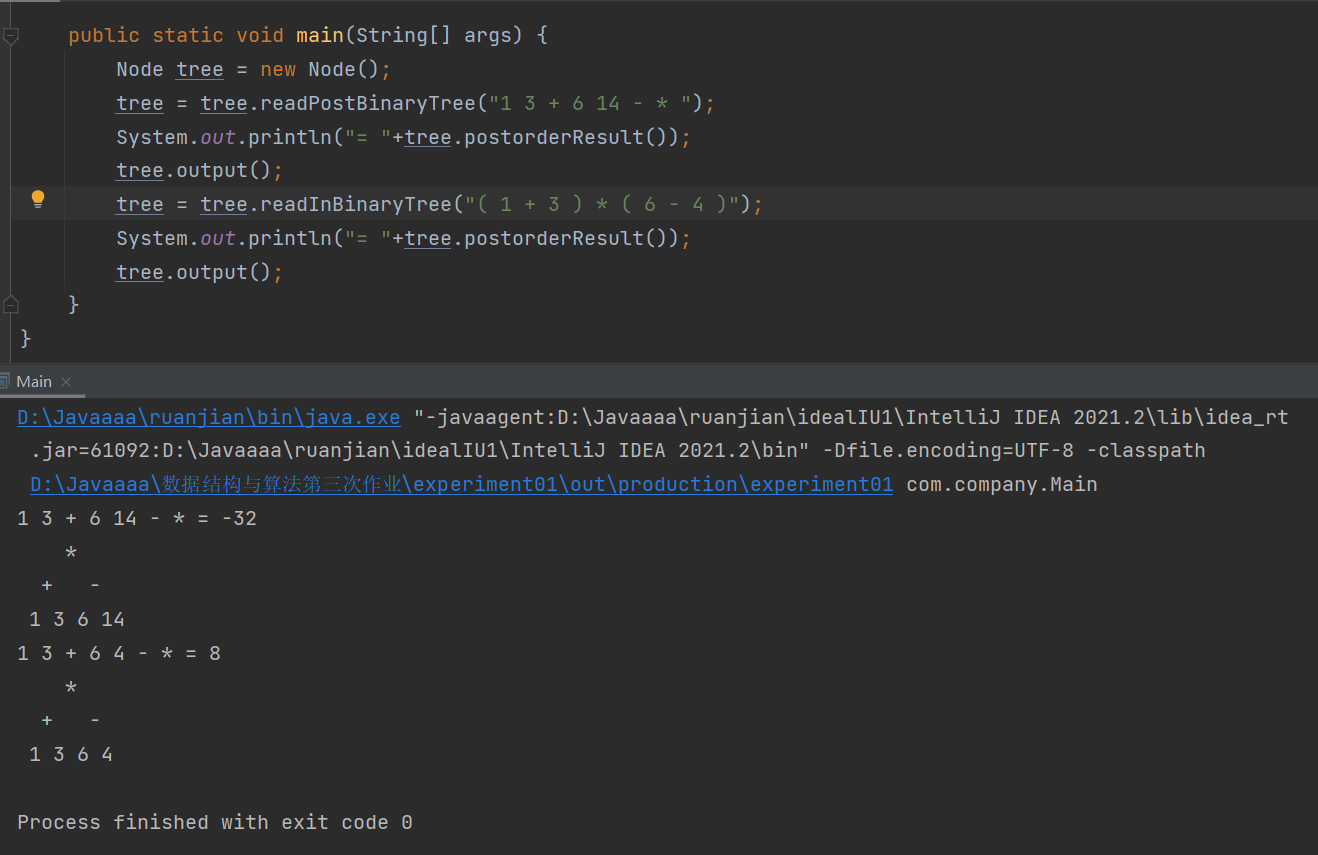 public static void main(String[] args) {
Node tree = new Node();
tree = tree.readPostBinaryTree("1 3 + 6 14 - * ");
System.out.println("= "+tree.postorderResult());
tree.output();
tree = tree.readInBinaryTree("( 1 + 3 ) * ( 6 - 4 )");
System.out.println("= "+tree.postorderResult());
tree.output();
}
}
Main
D:\Javaaaa\ruanjian\bin\java.exe "-javaagent:D:\Javaaaa\ruanjian\idealIU1\IntelliJ IDEA 2021.2\lib\idea_rt
.jar=61092:D:\Javaaaa\ruanjian\idealIU1\IntelliJ IDEA 2021.2\bin" -Dfile.encoding=UTF-8 -classpath
D:\Javaaaa\数据结构与算法第三次作业\experiment01\out\production\experiment01 com.company.Main
1 3 + 6 14 - * = -32
*
+ -
1 3 6 14
1 3 + 6 4 - * = 8
*
+ -
1 3 6 4
Process finished with exit code 0